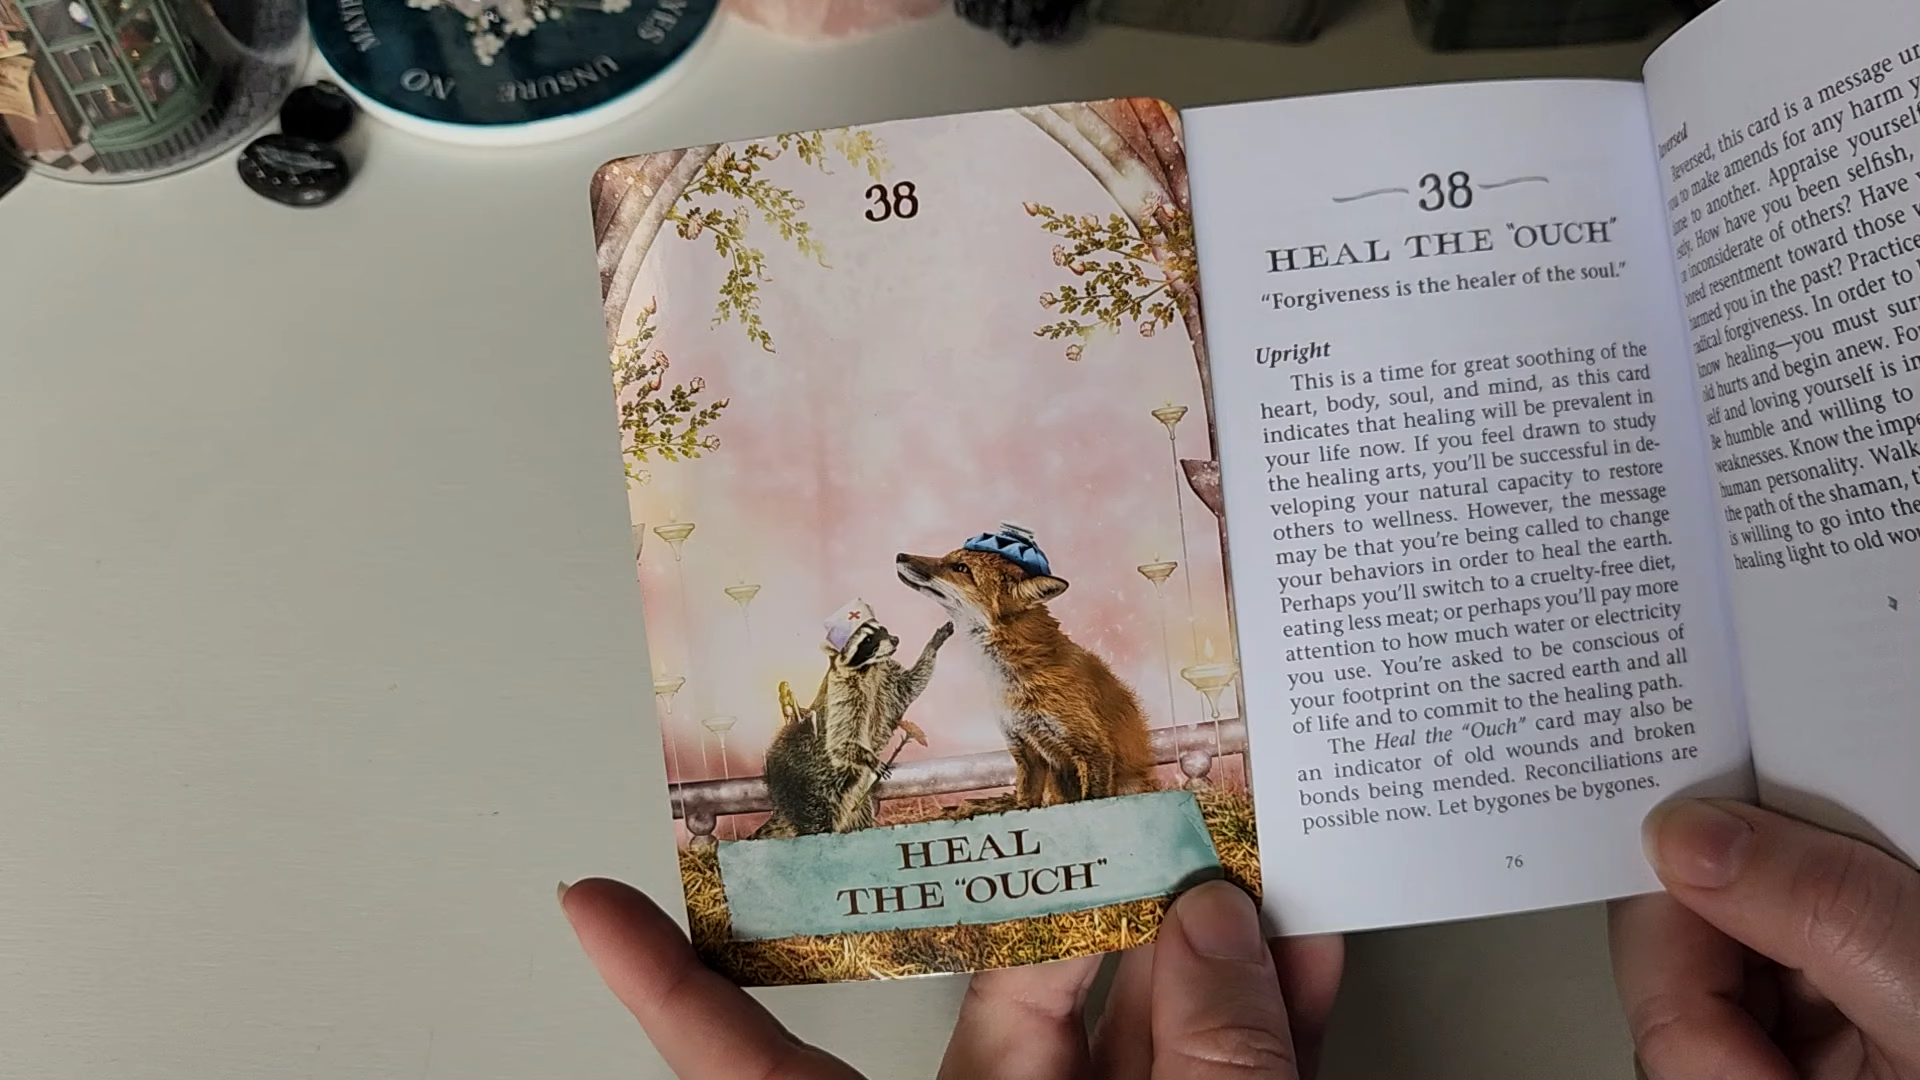 MAYBE
NO
UNSURE
YES
38
HEAL
THE "OUCH"
38
HEAL THE "OUCH"
"Forgiveness is the healer of the soul."
Upright
This is a time for great soothing of the
heart, body, soul, and mind, as this card
indicates that healing will be prevalent in
your life now. If you feel drawn to study
the healing arts, you'll be successful in de-
veloping your natural capacity to restore
others to wellness. However, the message
may be that you're being called to change
your behaviors in order to heal the earth.
Perhaps you'll switch to a cruelty-free diet,
eating less meat; or perhaps you'll pay more
attention to how much water or electricity
you use. You're asked to be conscious of
your footprint on the sacred earth and all
of life and to commit to the healing path.
The Heal the "Ouch" card may also be
an indicator of old wounds and broken
bonds being mended. Reconciliations are
possible now. Let bygones be bygones.
76
Reversed, this card is a message
to make amends for any harm
to another. Appraise yourself
How have you been selfish,
inconsiderate of others? Have
resentment toward those
you in the past? Practice
forgiveness. In order to
know healing—you must
old hurts and begin anew.
self and loving yourself is
Be humble and willing to
weaknesses. Know the
human personality. Walk
the path of the shaman,
is willing to go into the
healing light to old